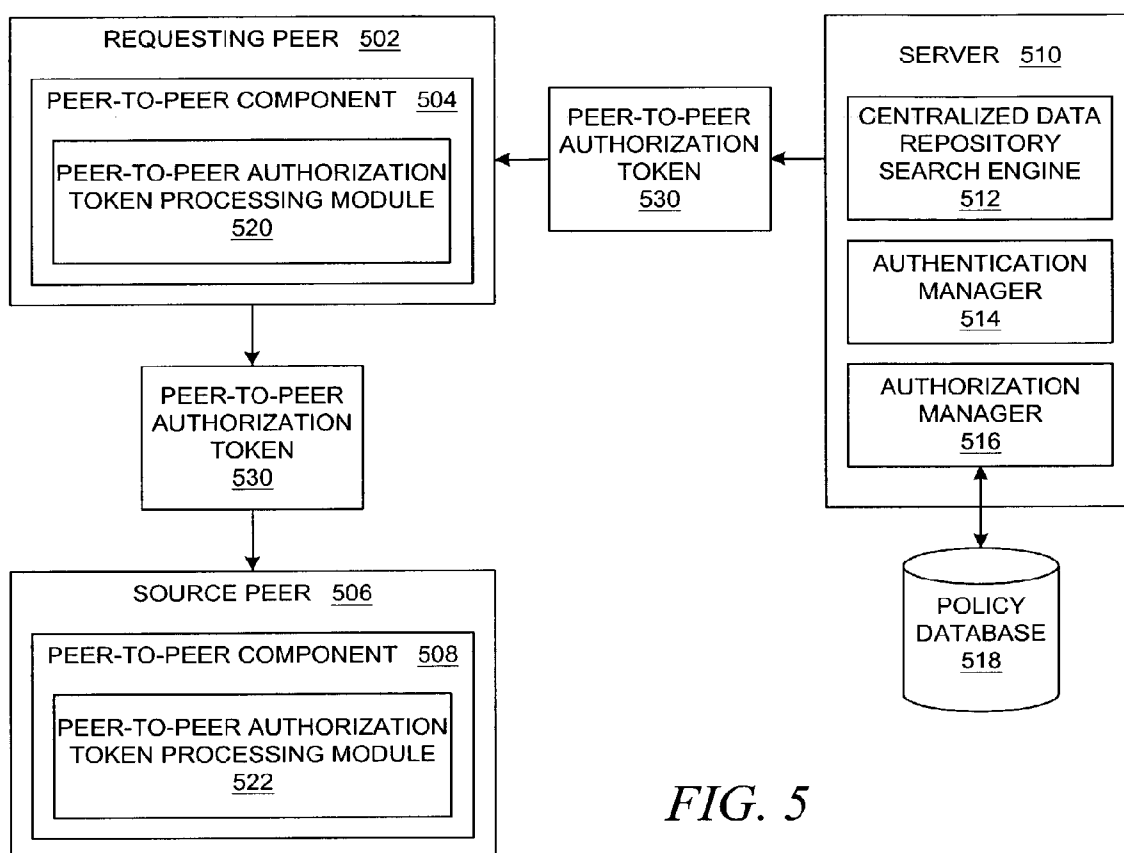 REQUESTING PEER 502
PEER-TO-PEER COMPONENT 504
PEER-TO-PEER AUTHORIZATION
TOKEN PROCESSING MODULE
520
PEER-TO-PEER
AUTHORIZATION
TOKEN
530
SERVER 510
CENTRALIZED DATA
REPOSITORY
SEARCH ENGINE
512
AUTHENTICATION
MANAGER
514
AUTHORIZATION
MANAGER
516
PEER-TO-PEER
AUTHORIZATION
TOKEN
530
POLICY
DATABASE
518
SOURCE PEER 506
PEER-TO-PEER COMPONENT 508
PEER-TO-PEER AUTHORIZATION
TOKEN PROCESSING MODULE
522
FIG. 5